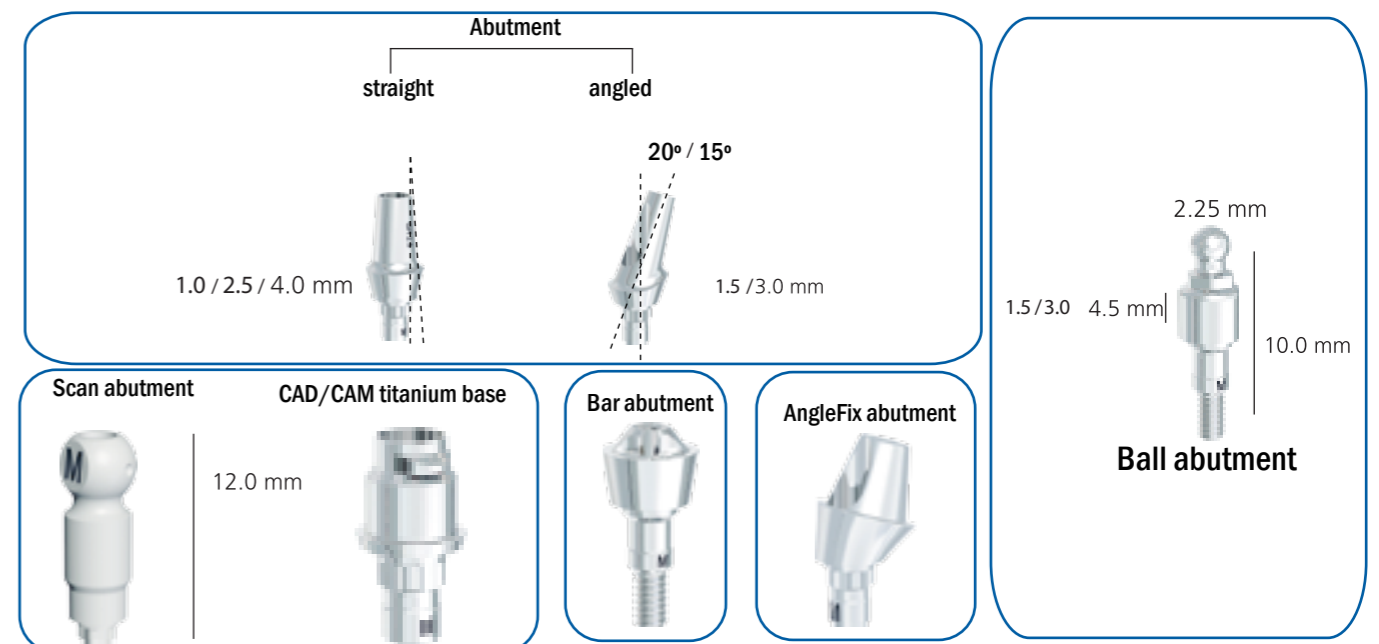 Abutment
straight
angled
20º / 15º
1.0 / 2.5 / 4.0 mm
1.5 /3.0 mm
2.25 mm
1.5 / 3.0 4.5 mm
10.0 mm
M
Ball abutment
Scan abutment
M
12.0 mm
CAD/CAM titanium base
M
Bar abutment
M
AngleFix abutment